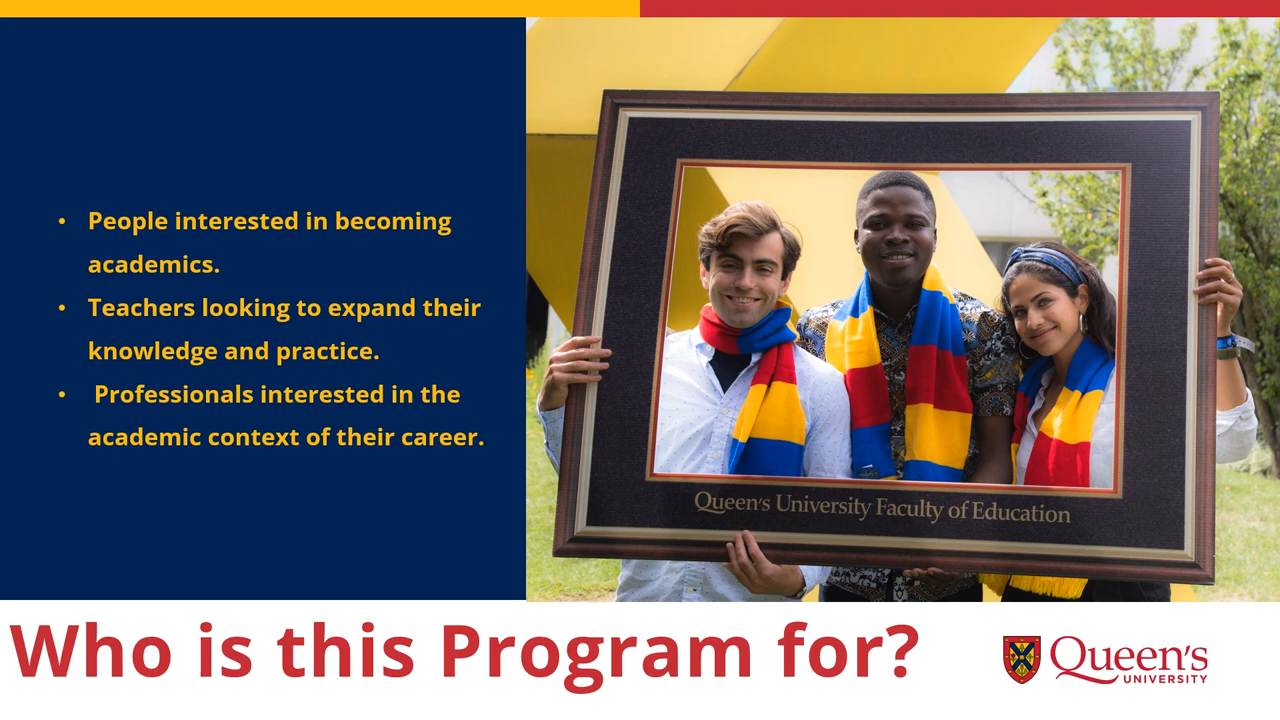 • People interested in becoming
academics.
• Teachers looking to expand their
knowledge and practice.
• Professionals interested in the
academic context of their career.
Queen's University Faculty of Education
Who is this Program for?
Queen's
UNIVERSITY